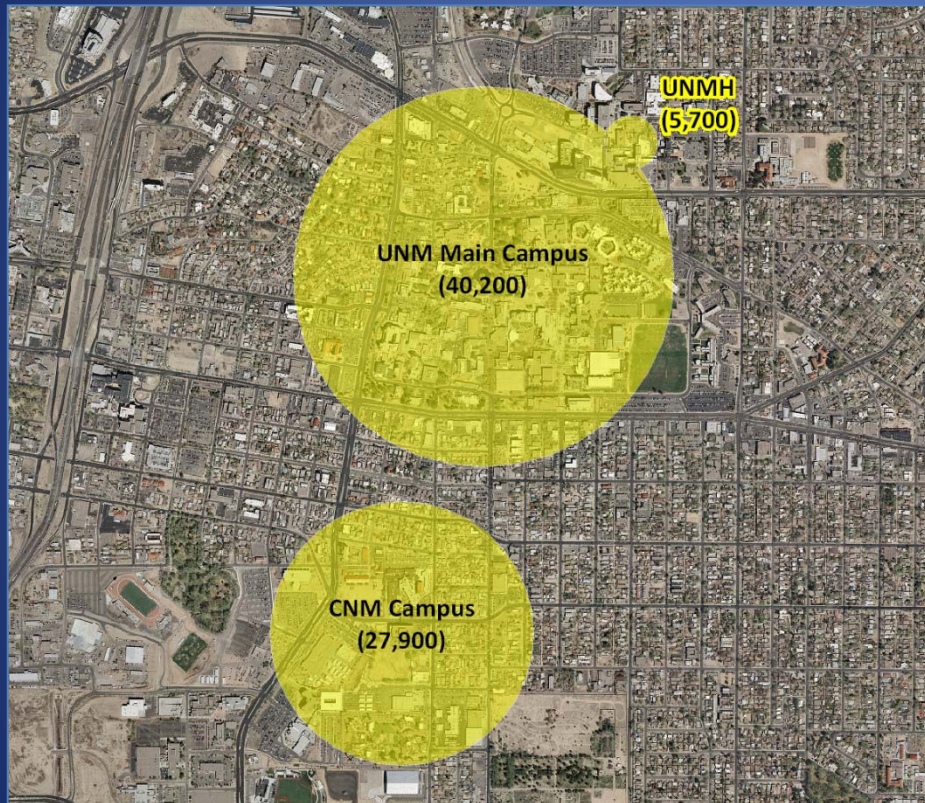 UNMH
(5,700)
UNM Main Campus
(40,200)
CNM Campus
(27,900)